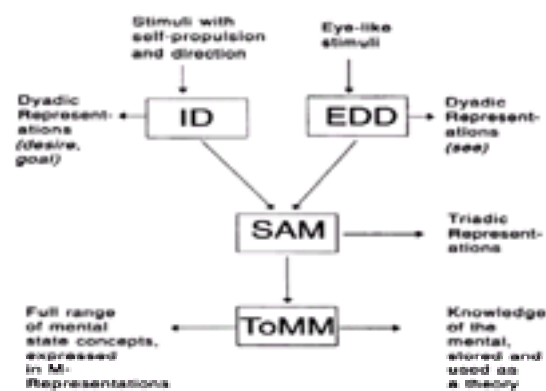 Stimuli with
self-propulsion
and direction
Eye-like
stimuli
Dyadic
Represent-
ations
(desire,
goal)
ID
EDD
Dyadic
Represent-
ations
(see)
SAM
Triadic
Represent-
ations
Full range
of mental
state concepts,
expressed
in M-
Representations
ToMM
Knowledge
of the
mental,
stored and
used as
a theory